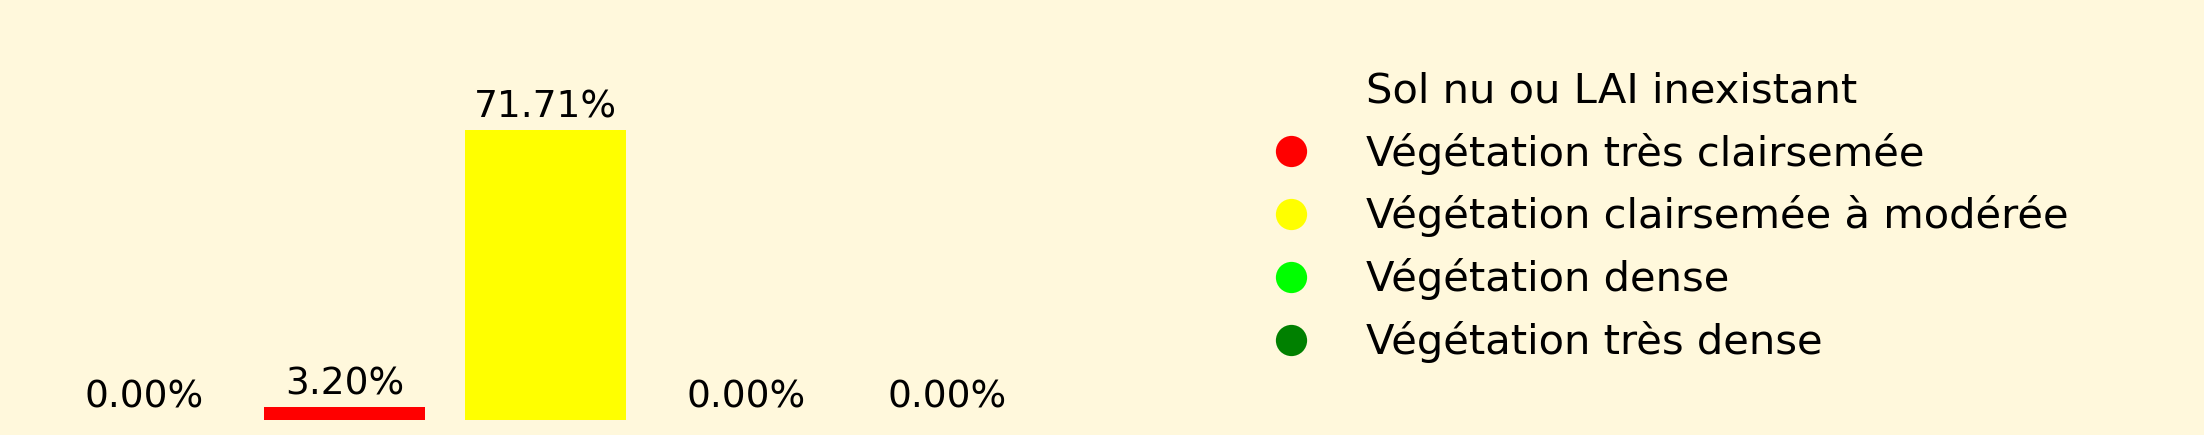 71.71%
3.20%
0.00%
0.00%
0.00%
Sol nu ou LAI inexistant
Végétation très clairsemée
Végétation clairsemée à modérée
Végétation dense
Végétation très dense